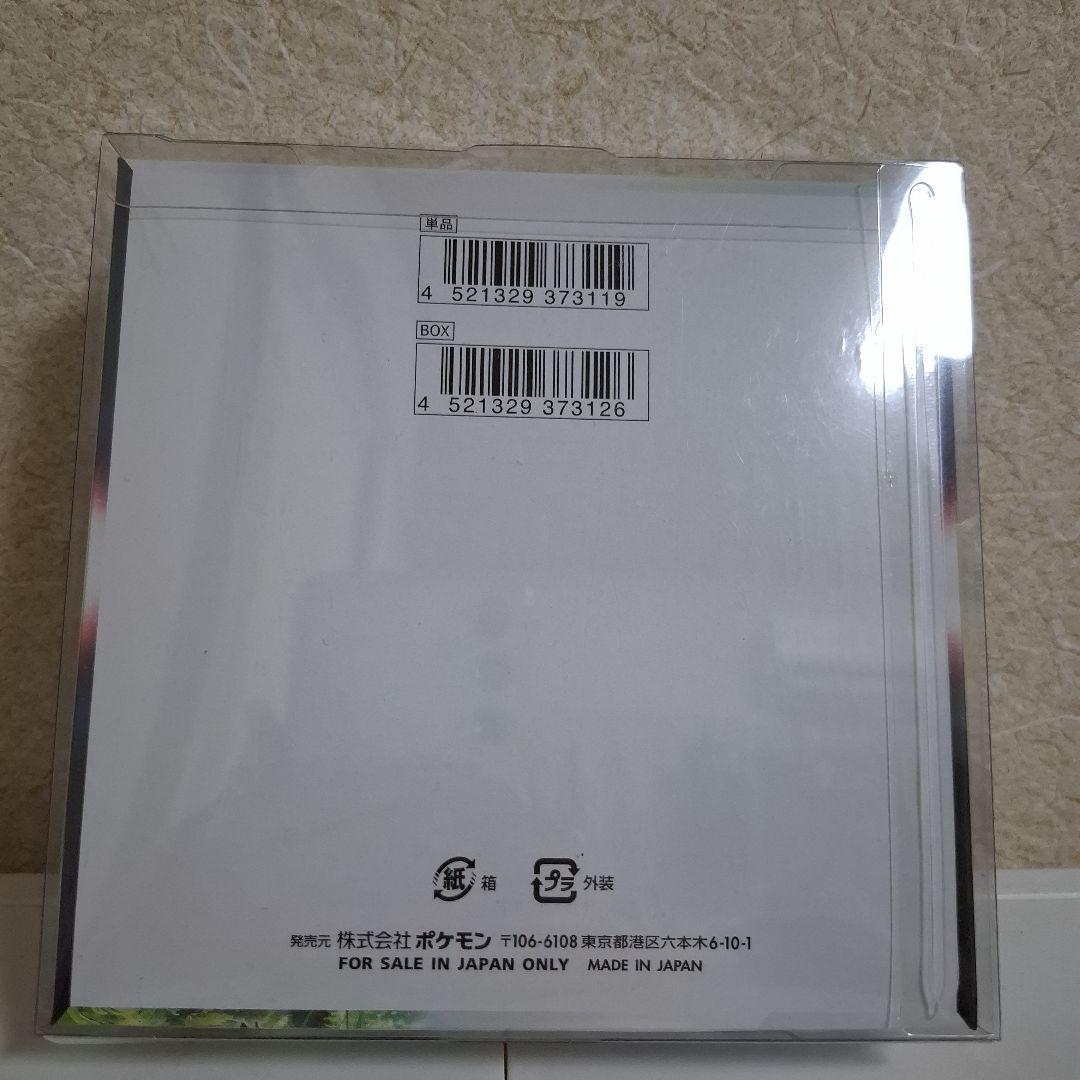 単品
4 521329 373119
BOX
4 521329 373126
紙 箱 プラ 外装
発売元 株式会社 ポケモン 〒106-6108 東京都港区六本木6-10-1
FOR SALE IN JAPAN ONLY MADE IN JAPAN